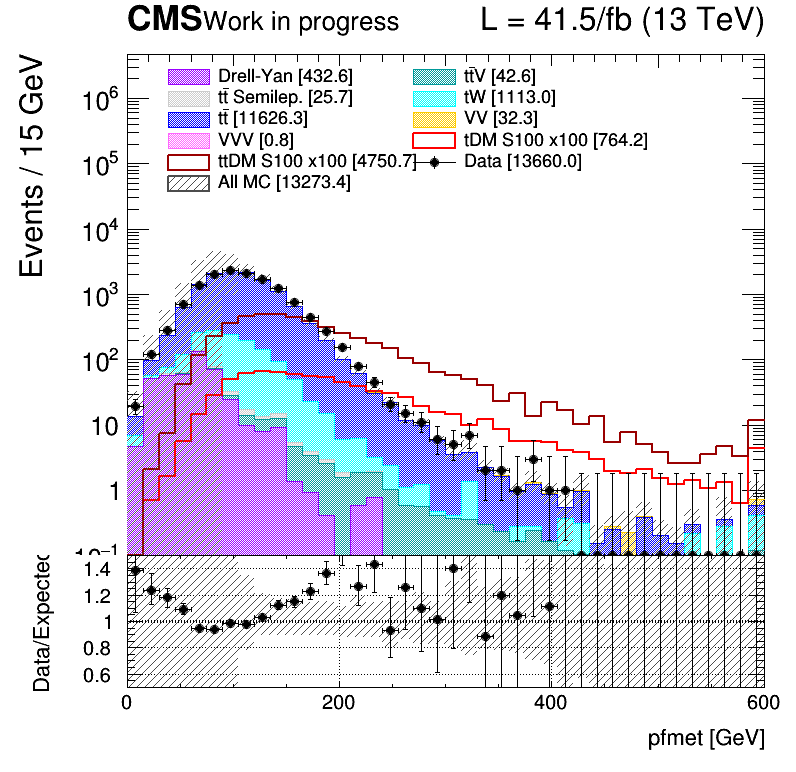 CMS Work in progress L = 41.5/fb (13 TeV)
Drell-Yan [432.6] tt̄V [42.6]
tt̄ Semilep. [25.7] tW [1113.0]
tt̄ [11626.3] VV [32.3]
VVV [0.8] tDM S100 x100 [764.2]
ttDM S100 x100 [4750.7] Data [13660.0]
All MC [13273.4]
Events / 15 GeV
10⁶
10⁵
10⁴
10³
10²
10
1
10⁻¹
Data/Expected
1.4
1.2
1
0.8
0.6
0 200 400 600
pfmet [GeV]